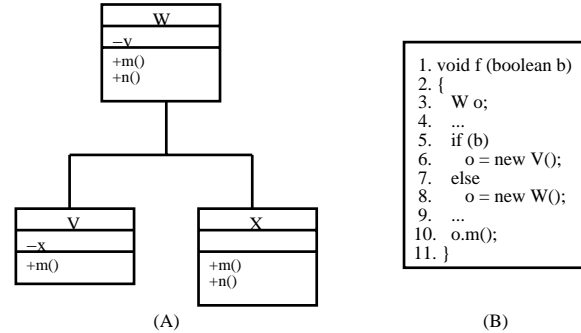 W
–v
+m()
+n()
V
–x
+m()
X
+m()
+n()
(A)
1. void f (boolean b)
2. {
3. W o;
4. ...
5. if (b)
6. o = new V();
7. else
8. o = new W();
9. ...
10. o.m();
11. }
(B)